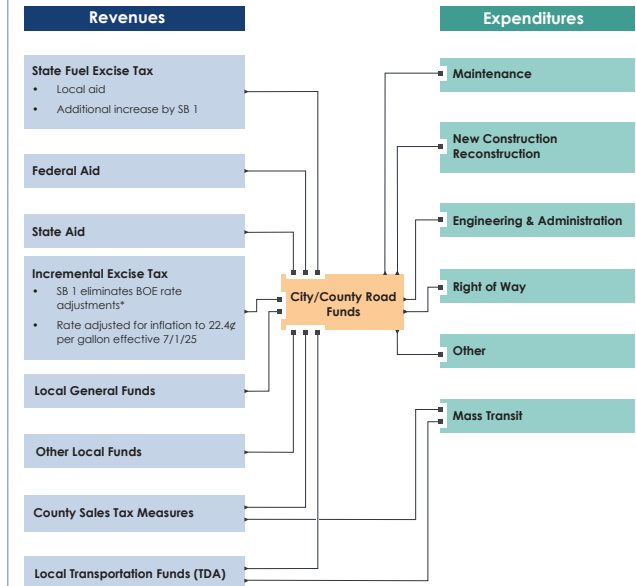 Revenues
State Fuel Excise Tax
• Local aid
• Additional increase by SB 1
Federal Aid
State Aid
Incremental Excise Tax
• SB 1 eliminates BOE rate
adjustments*
• Rate adjusted for inflation to 22.4¢
per gallon effective 7/1/25
Local General Funds
Other Local Funds
County Sales Tax Measures
Local Transportation Funds (TDA)
City/County Road
Funds
Expenditures
Maintenance
New Construction
Reconstruction
Engineering & Administration
Right of Way
Other
Mass Transit